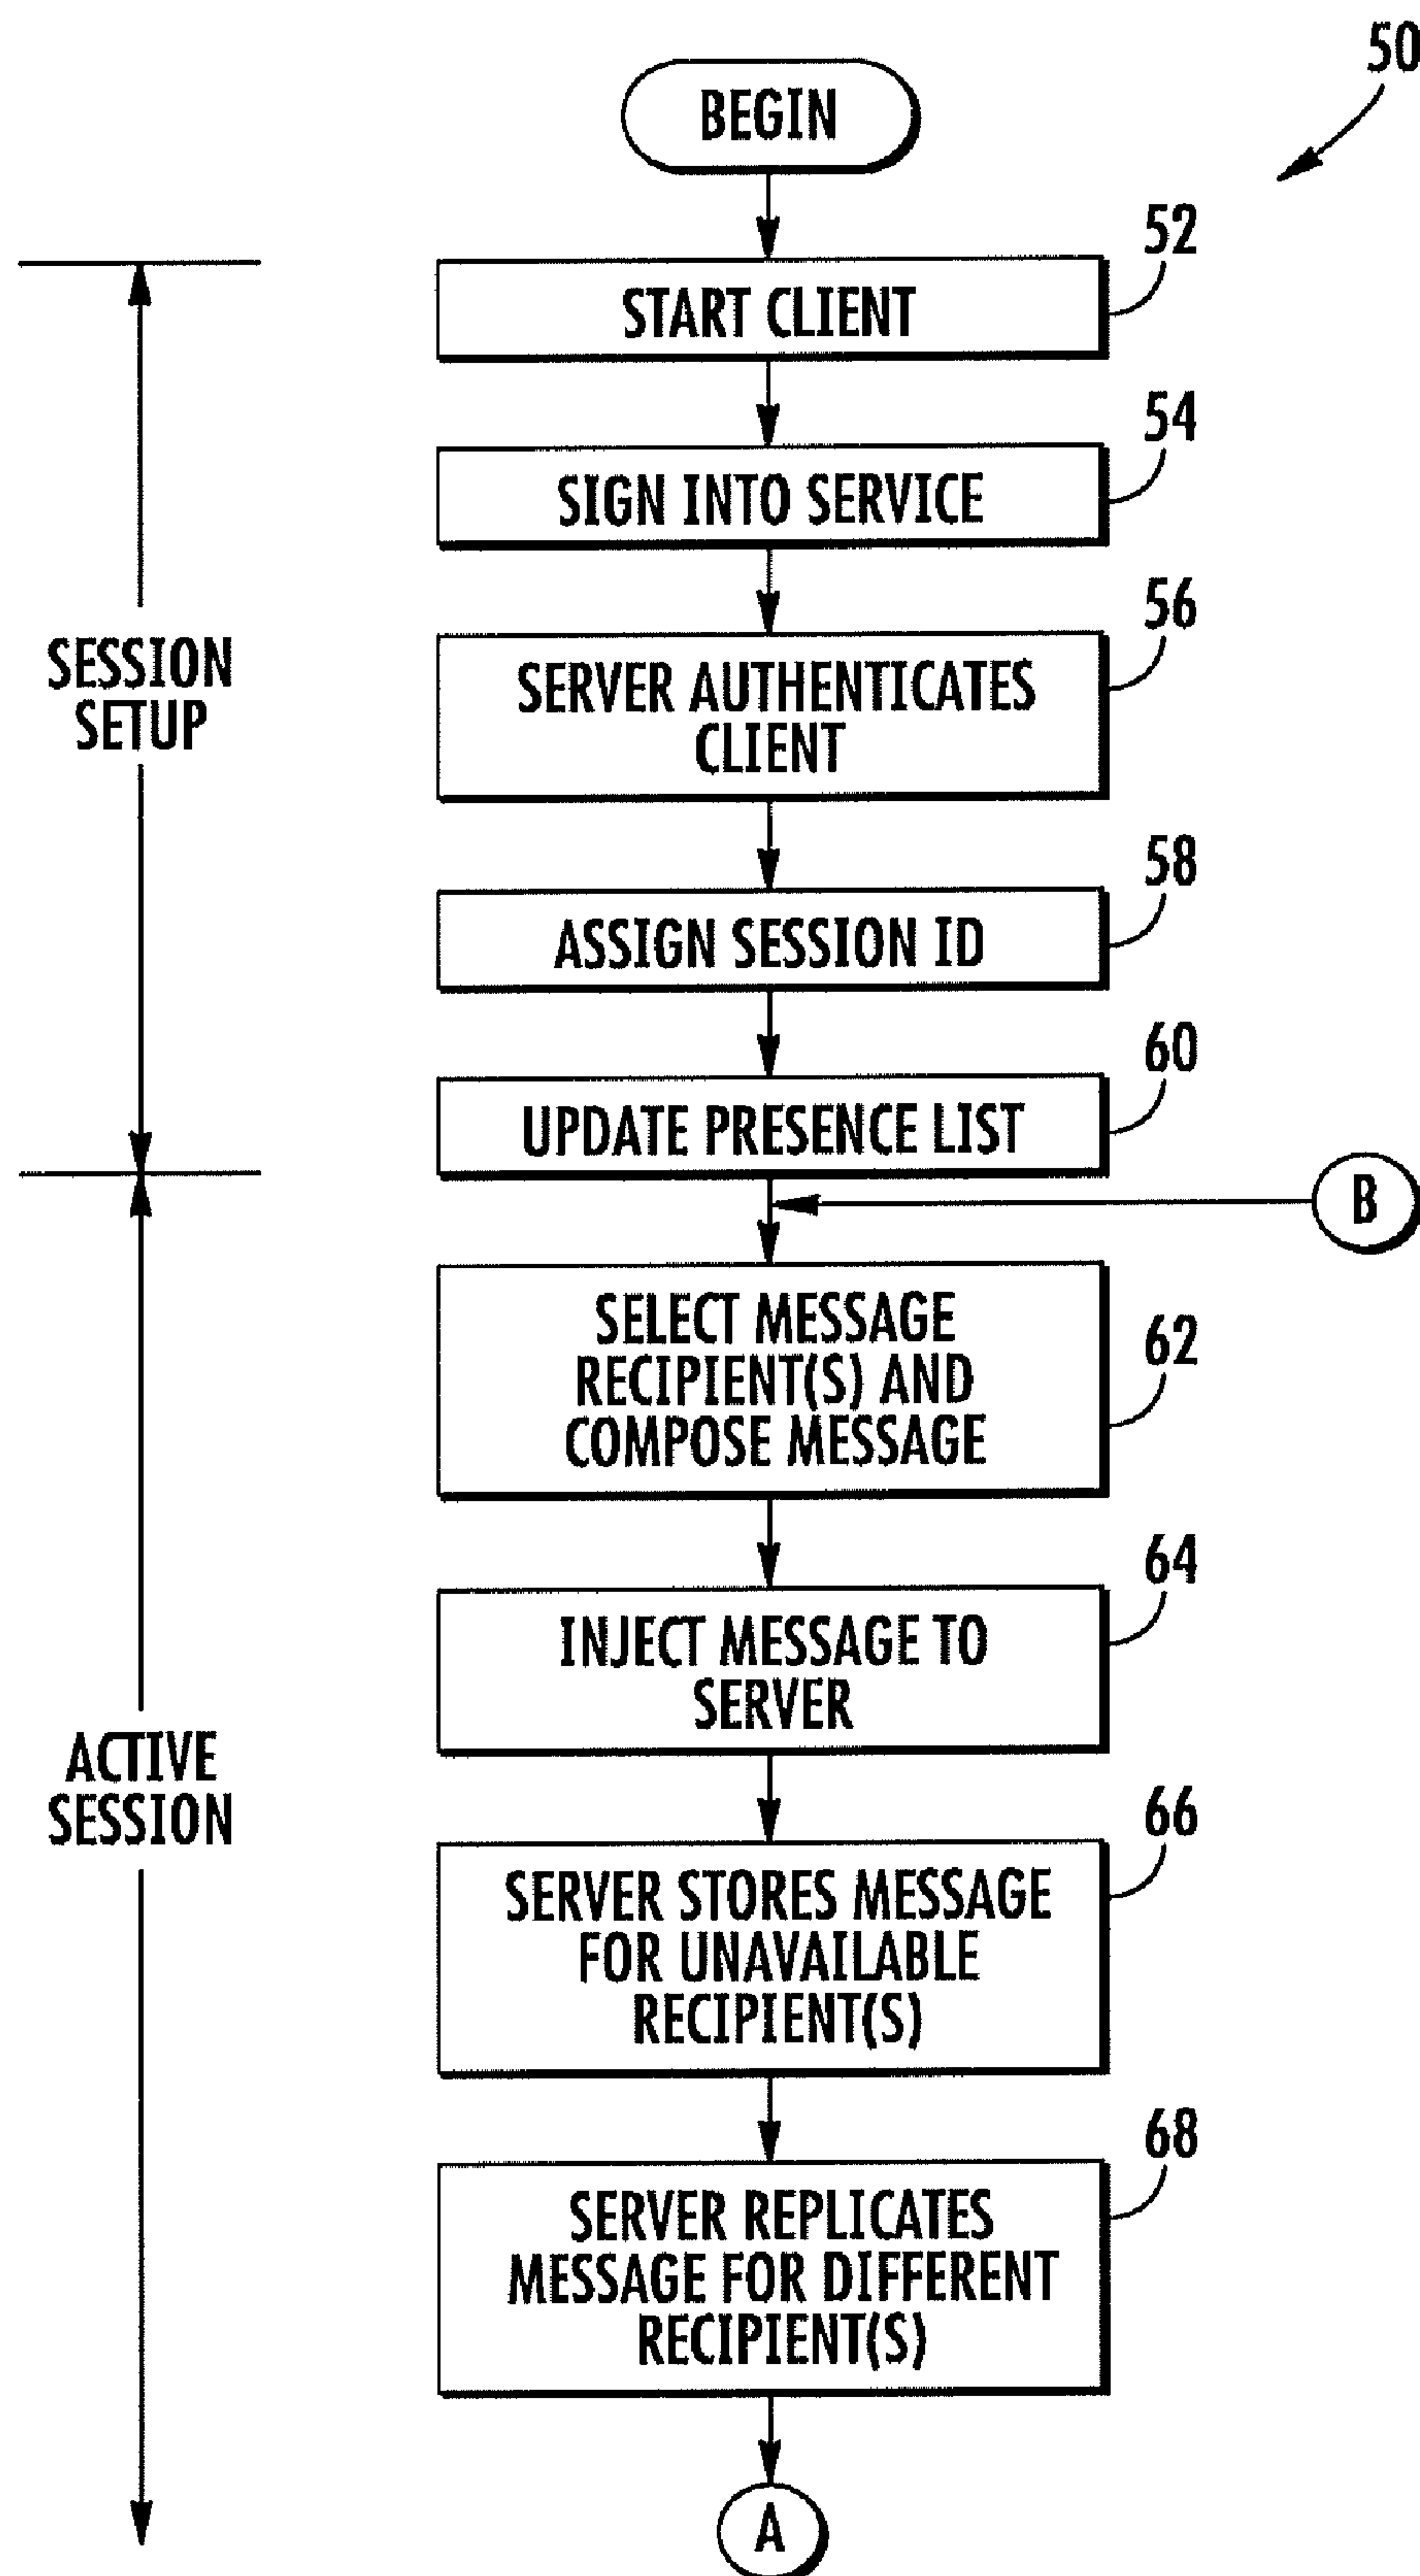 50
BEGIN
52
START CLIENT
54
SIGN INTO SERVICE
56
SERVER AUTHENTICATES
CLIENT
SESSION
SETUP
58
ASSIGN SESSION ID
60
UPDATE PRESENCE LIST
B
SELECT MESSAGE
RECIPIENT(S) AND
COMPOSE MESSAGE
62
64
INJECT MESSAGE TO
SERVER
ACTIVE
SESSION
66
SERVER STORES MESSAGE
FOR UNAVAILABLE
RECIPIENT(S)
68
SERVER REPLICATES
MESSAGE FOR DIFFERENT
RECIPIENT(S)
A